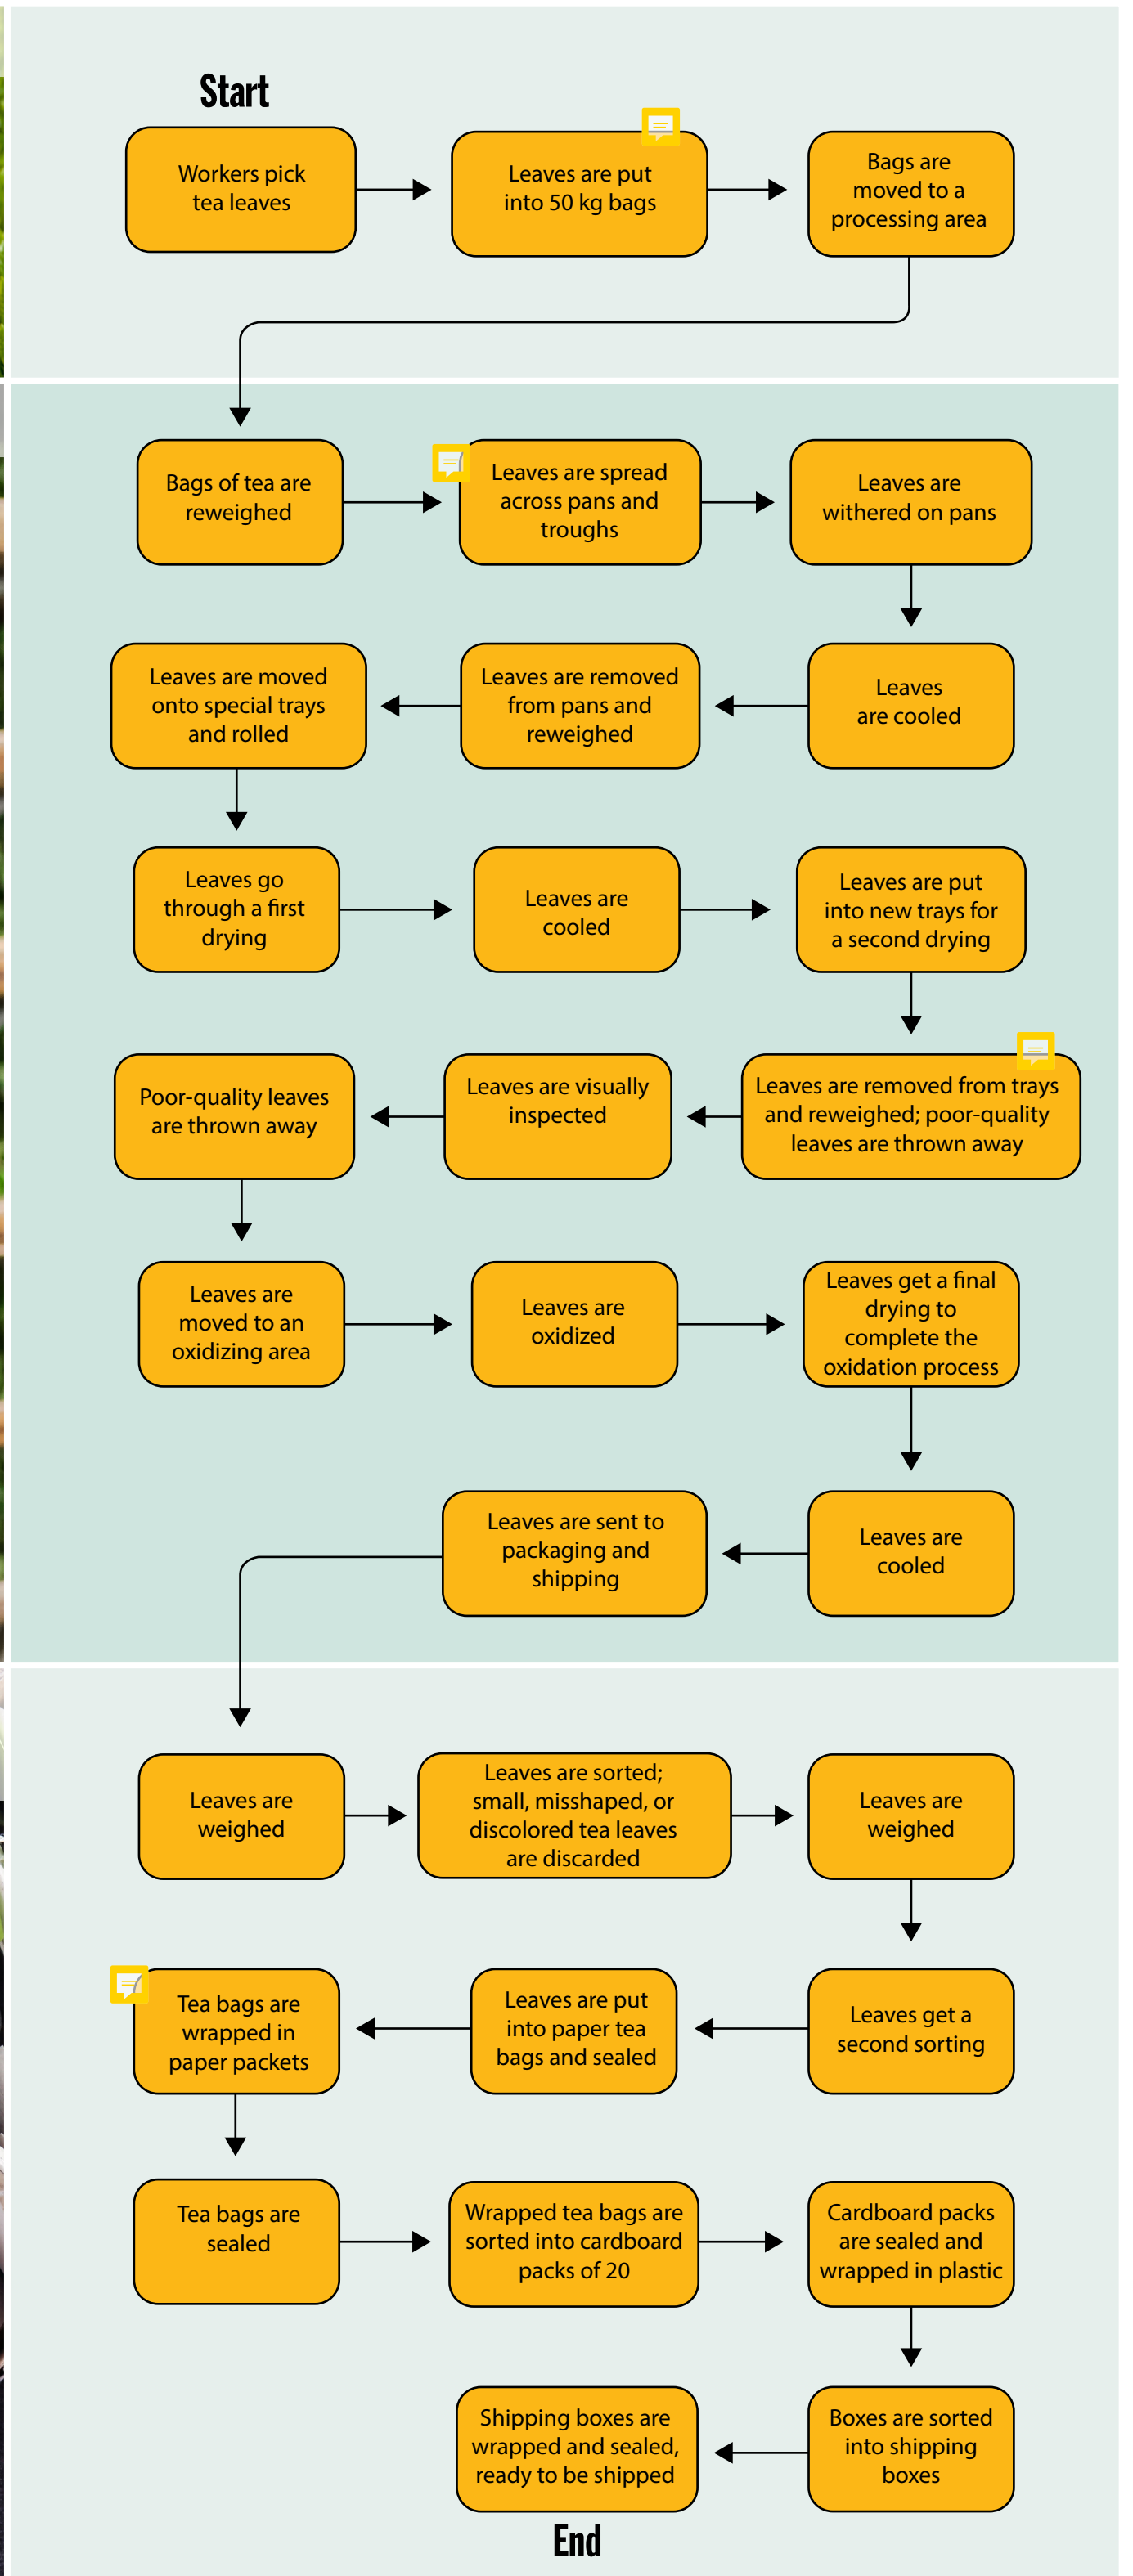 Start
Workers pick
tea leaves
Leaves are put
into 50 kg bags
Bags are
moved to a
processing area
Bags of tea are
reweighed
Leaves are spread
across pans and
troughs
Leaves are
withered on pans
Leaves
are cooled
Leaves are removed
from pans and
reweighed
Leaves are moved
onto special trays
and rolled
Leaves go
through a first
drying
Leaves are
cooled
Leaves are put
into new trays for
a second drying
Leaves are removed from trays
and reweighed; poor-quality
leaves are thrown away
Leaves are visually
inspected
Poor-quality leaves
are thrown away
Leaves are
moved to an
oxidizing area
Leaves are
oxidized
Leaves get a final
drying to
complete the
oxidation process
Leaves are
cooled
Leaves are sent to
packaging and
shipping
Leaves are
weighed
Leaves are sorted;
small, misshaped, or
discolored tea leaves
are discarded
Leaves are
weighed
Leaves get a
second sorting
Leaves are put
into paper tea
bags and sealed
Tea bags are
wrapped in
paper packets
Tea bags are
sealed
Wrapped tea bags are
sorted into cardboard
packs of 20
Cardboard packs
are sealed and
wrapped in plastic
Boxes are sorted
into shipping
boxes
Shipping boxes are
wrapped and sealed,
ready to be shipped
End